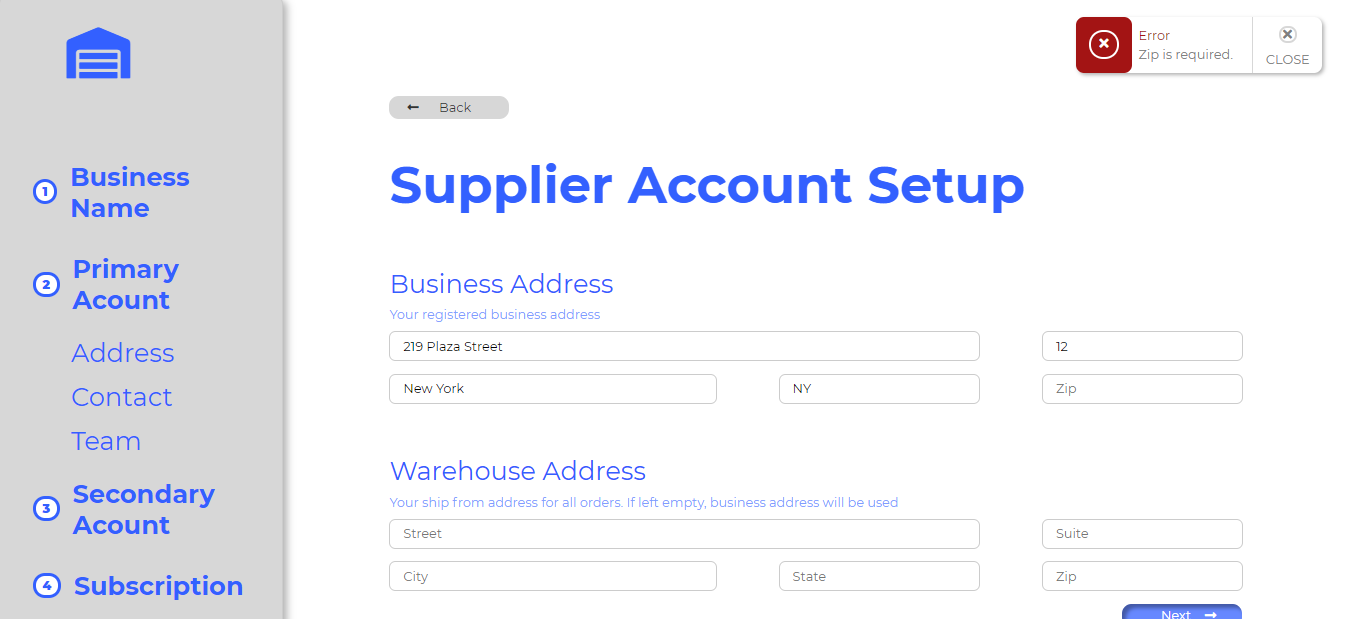 Error
Zip is required.
CLOSE
Back
1 Business
Name
2 Primary
Acount
Address
Contact
Team
3 Secondary
Acount
4 Subscription
Supplier Account Setup
Business Address
Your registered business address
219 Plaza Street 12
New York NY Zip
Warehouse Address
Your ship from address for all orders. If left empty, business address will be used
Street Suite
City State Zip
Next